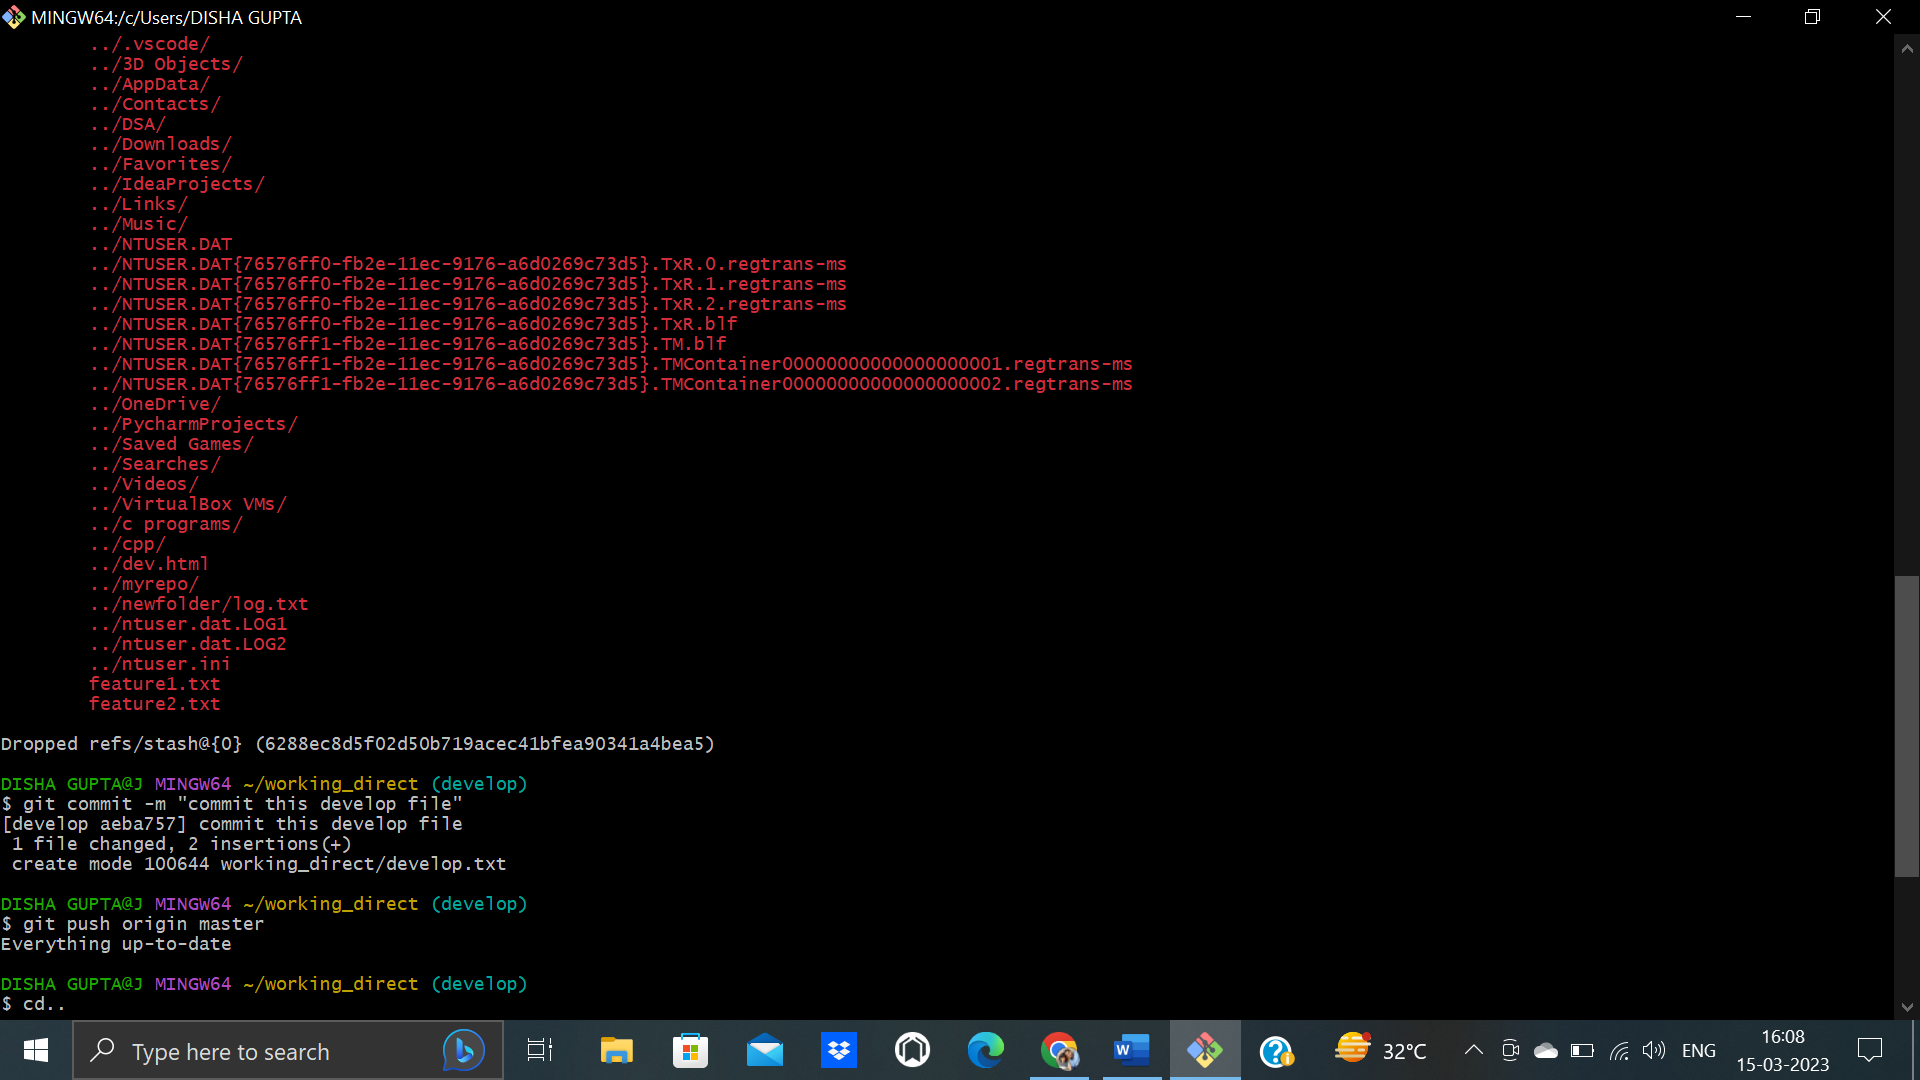 MINGW64:/c/Users/DISHA GUPTA
../.vscode/
../3D Objects/
../AppData/
../Contacts/
../DSA/
../Downloads/
../Favorites/
../IdeaProjects/
../Links/
../Music/
../NTUSER.DAT
../NTUSER.DAT{76576ff0-fb2e-11ec-9176-a6d0269c73d5}.TxR.0.regtrans-ms
../NTUSER.DAT{76576ff0-fb2e-11ec-9176-a6d0269c73d5}.TxR.1.regtrans-ms
../NTUSER.DAT{76576ff0-fb2e-11ec-9176-a6d0269c73d5}.TxR.2.regtrans-ms
../NTUSER.DAT{76576ff0-fb2e-11ec-9176-a6d0269c73d5}.TxR.blf
../NTUSER.DAT{76576ff1-fb2e-11ec-9176-a6d0269c73d5}.TM.blf
../NTUSER.DAT{76576ff1-fb2e-11ec-9176-a6d0269c73d5}.TMContainer00000000000000000001.regtrans-ms
../NTUSER.DAT{76576ff1-fb2e-11ec-9176-a6d0269c73d5}.TMContainer00000000000000000002.regtrans-ms
../OneDrive/
../PycharmProjects/
../Saved Games/
../Searches/
../Videos/
../VirtualBox VMs/
../c programs/
../cpp/
../dev.html
../myrepo/
../newfolder/log.txt
../ntuser.dat.LOG1
../ntuser.dat.LOG2
../ntuser.ini
feature1.txt
feature2.txt
Dropped refs/stash@{0} (6288ec8d5f02d50b719acec41bfea90341a4bea5)
DISHA GUPTA@J MINGW64 ~/working_direct (develop)
$ git commit -m "commit this develop file"
[develop aeba757] commit this develop file
1 file changed, 2 insertions(+)
create mode 100644 working_direct/develop.txt
DISHA GUPTA@J MINGW64 ~/working_direct (develop)
$ git push origin master
Everything up-to-date
DISHA GUPTA@J MINGW64 ~/working_direct (develop)
$ cd..
Type here to search
32°C
ENG
16:08
15-03-2023